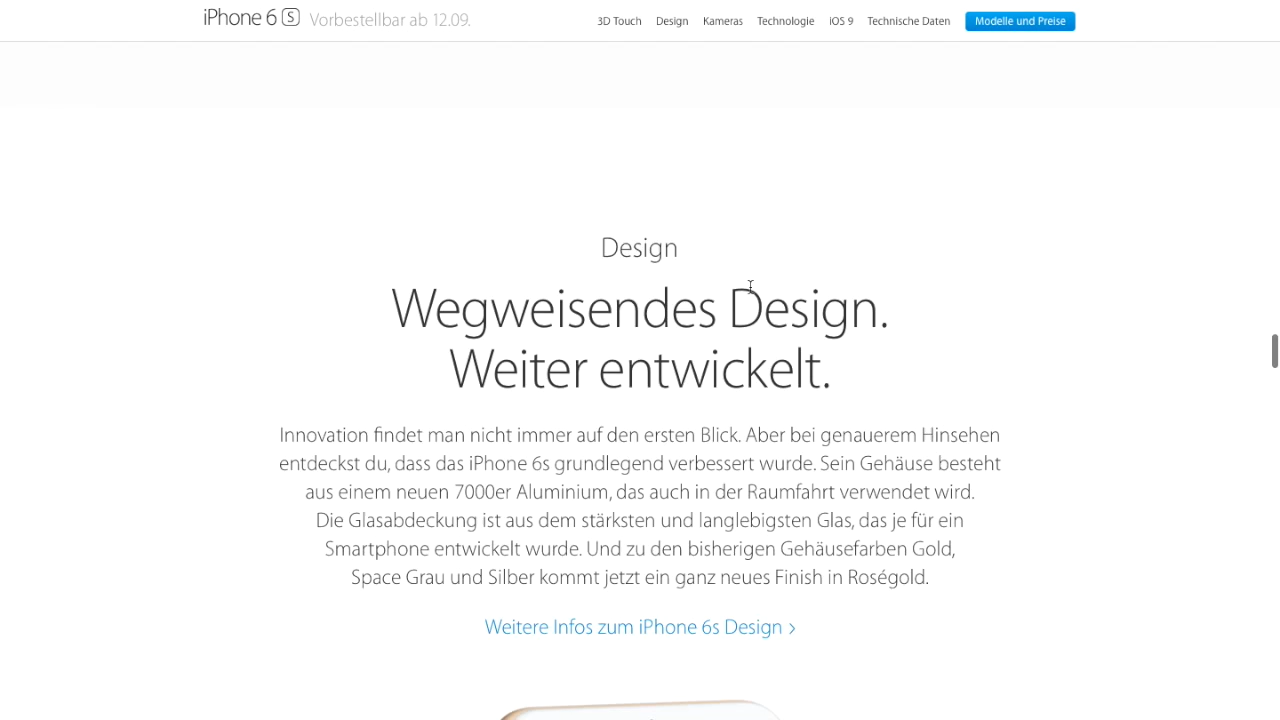 iPhone 6 S Vorbestellbar ab 12.09. 3D Touch Design Kameras Technologie iOS 9 Technische Daten Modelle und Preise
Design
Wegweisendes Design.
Weiter entwickelt.
Innovation findet man nicht immer auf den ersten Blick. Aber bei genauerem Hinsehen
entdeckst du, dass das iPhone 6s grundlegend verbessert wurde. Sein Gehäuse besteht
aus einem neuen 7000er Aluminium, das auch in der Raumfahrt verwendet wird.
Die Glasabdeckung ist aus dem stärksten und langlebigsten Glas, das je für ein
Smartphone entwickelt wurde. Und zu den bisherigen Gehäusefarben Gold,
Space Grau und Silber kommt jetzt ein ganz neues Finish in Roségold.
Weitere Infos zum iPhone 6s Design >